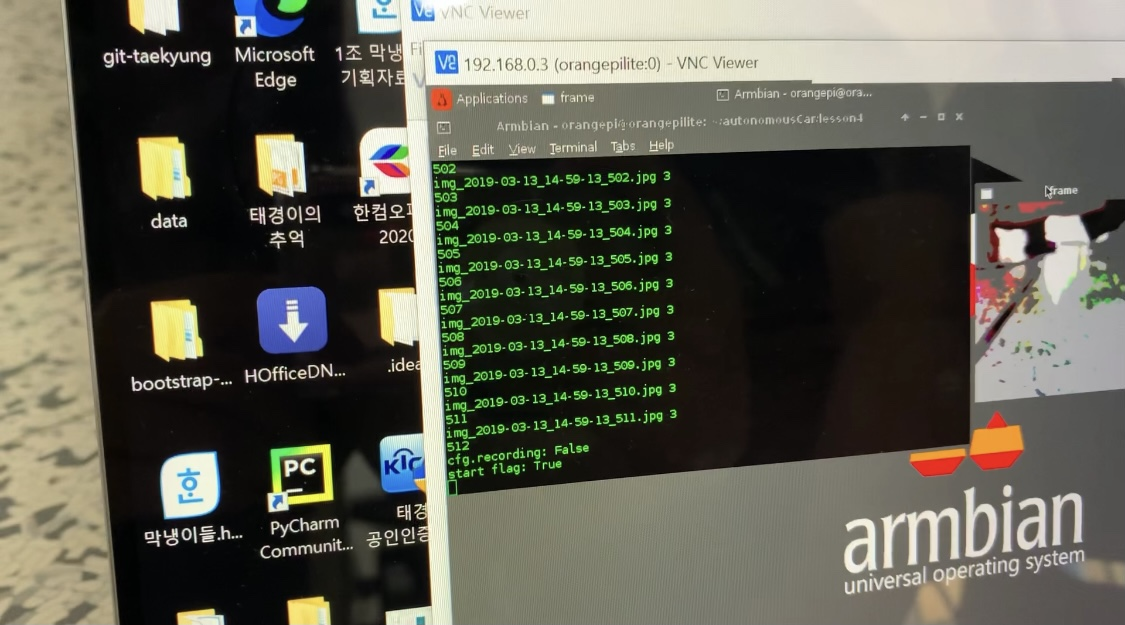 git-taekyung
Microsoft
Edge
1조 막냉
기획자료
data
태경이의
추억
한컴오피
2020
bootstrap-...
HOfficeDN...
.idea
막냉이들.h...
PC
PyCharm
Communit...
태경
공인인증
VNC Viewer
192.168.0.3 (orangepilite:0) - VNC Viewer
Applications
frame
Armbian - orangepi@ora...
Armbian - orangepi@orangepilite: ~/autonomousCar/lesson4
File Edit View Terminal Tabs Help
502
img_2019-03-13_14-59-13_502.jpg 3
503
img_2019-03-13_14-59-13_503.jpg 3
504
img_2019-03-13_14-59-13_504.jpg 3
505
img_2019-03-13_14-59-13_505.jpg 3
506
img_2019-03-13_14-59-13_506.jpg 3
507
img_2019-03-13_14-59-13_507.jpg 3
508
img_2019-03-13_14-59-13_508.jpg 3
509
img_2019-03-13_14-59-13_509.jpg 3
510
img_2019-03-13_14-59-13_510.jpg 3
511
img_2019-03-13_14-59-13_511.jpg 3
512
cfg.recording: False
start flag: True
frame
armbian
universal operating system